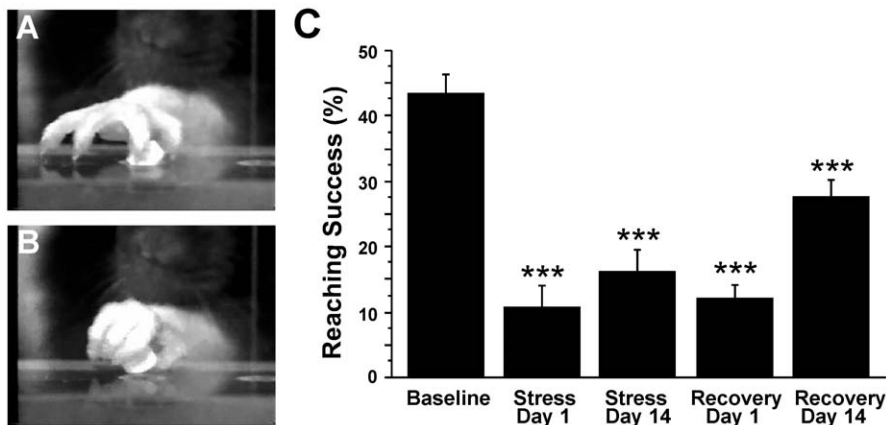 A
B
C
Reaching Success (%)
50
40
30
20
10
0
***
***
***
***
Baseline
Stress
Day 1
Stress
Day 14
Recovery
Day 1
Recovery
Day 14